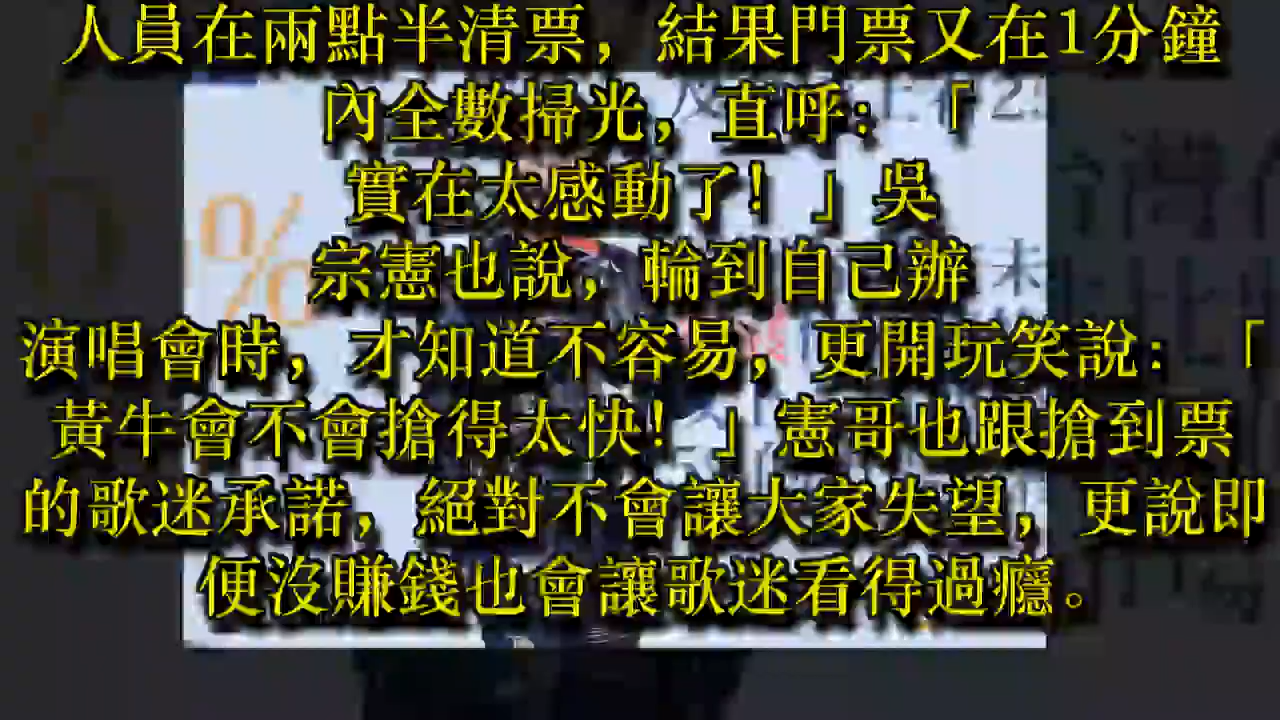 人員在兩點半清票，結果門票又在1分鐘
內全數掃光，直呼：「
實在太感動了！」吳
宗憲也說，輪到自己辦
演唱會時，才知道不容易，更開玩笑說：「
黃牛會不會搶得太快！」憲哥也跟搶到票
的歌迷承諾，絕對不會讓大家失望，更說即
便沒賺錢也會讓歌迷看得過癮。
%
未